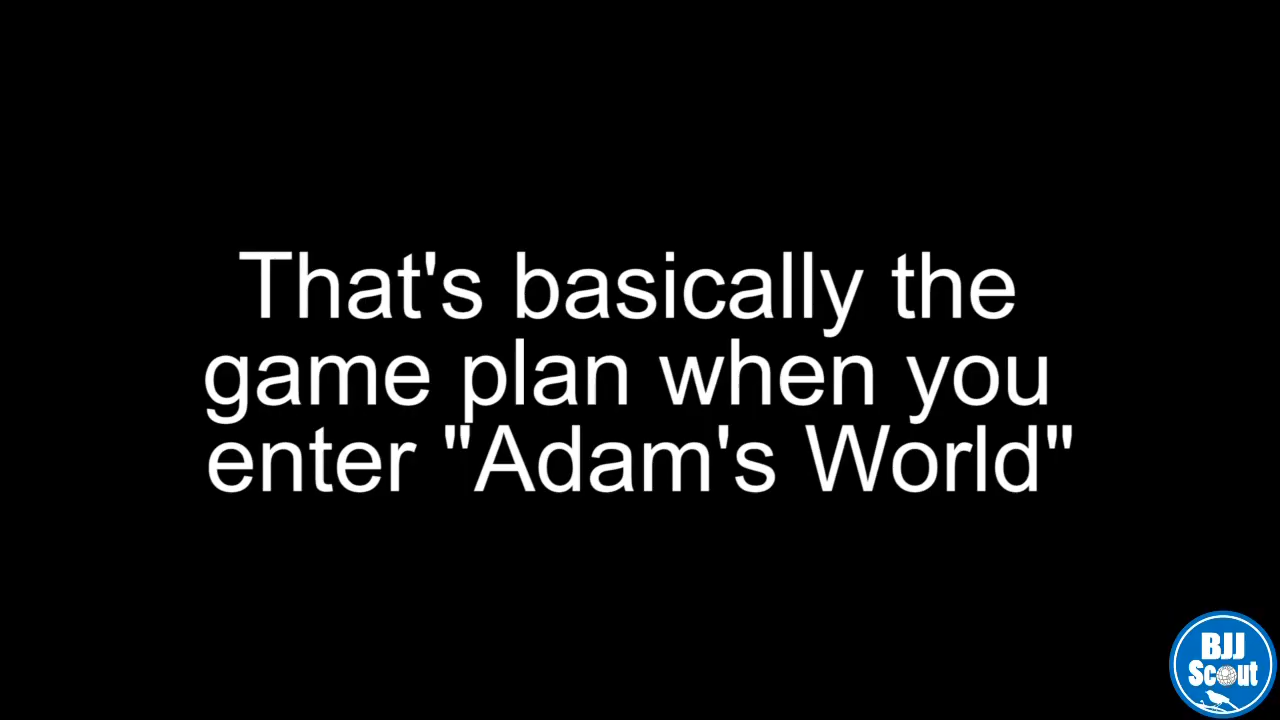 That's basically the
game plan when you
enter "Adam's World"
BJJ
Scout